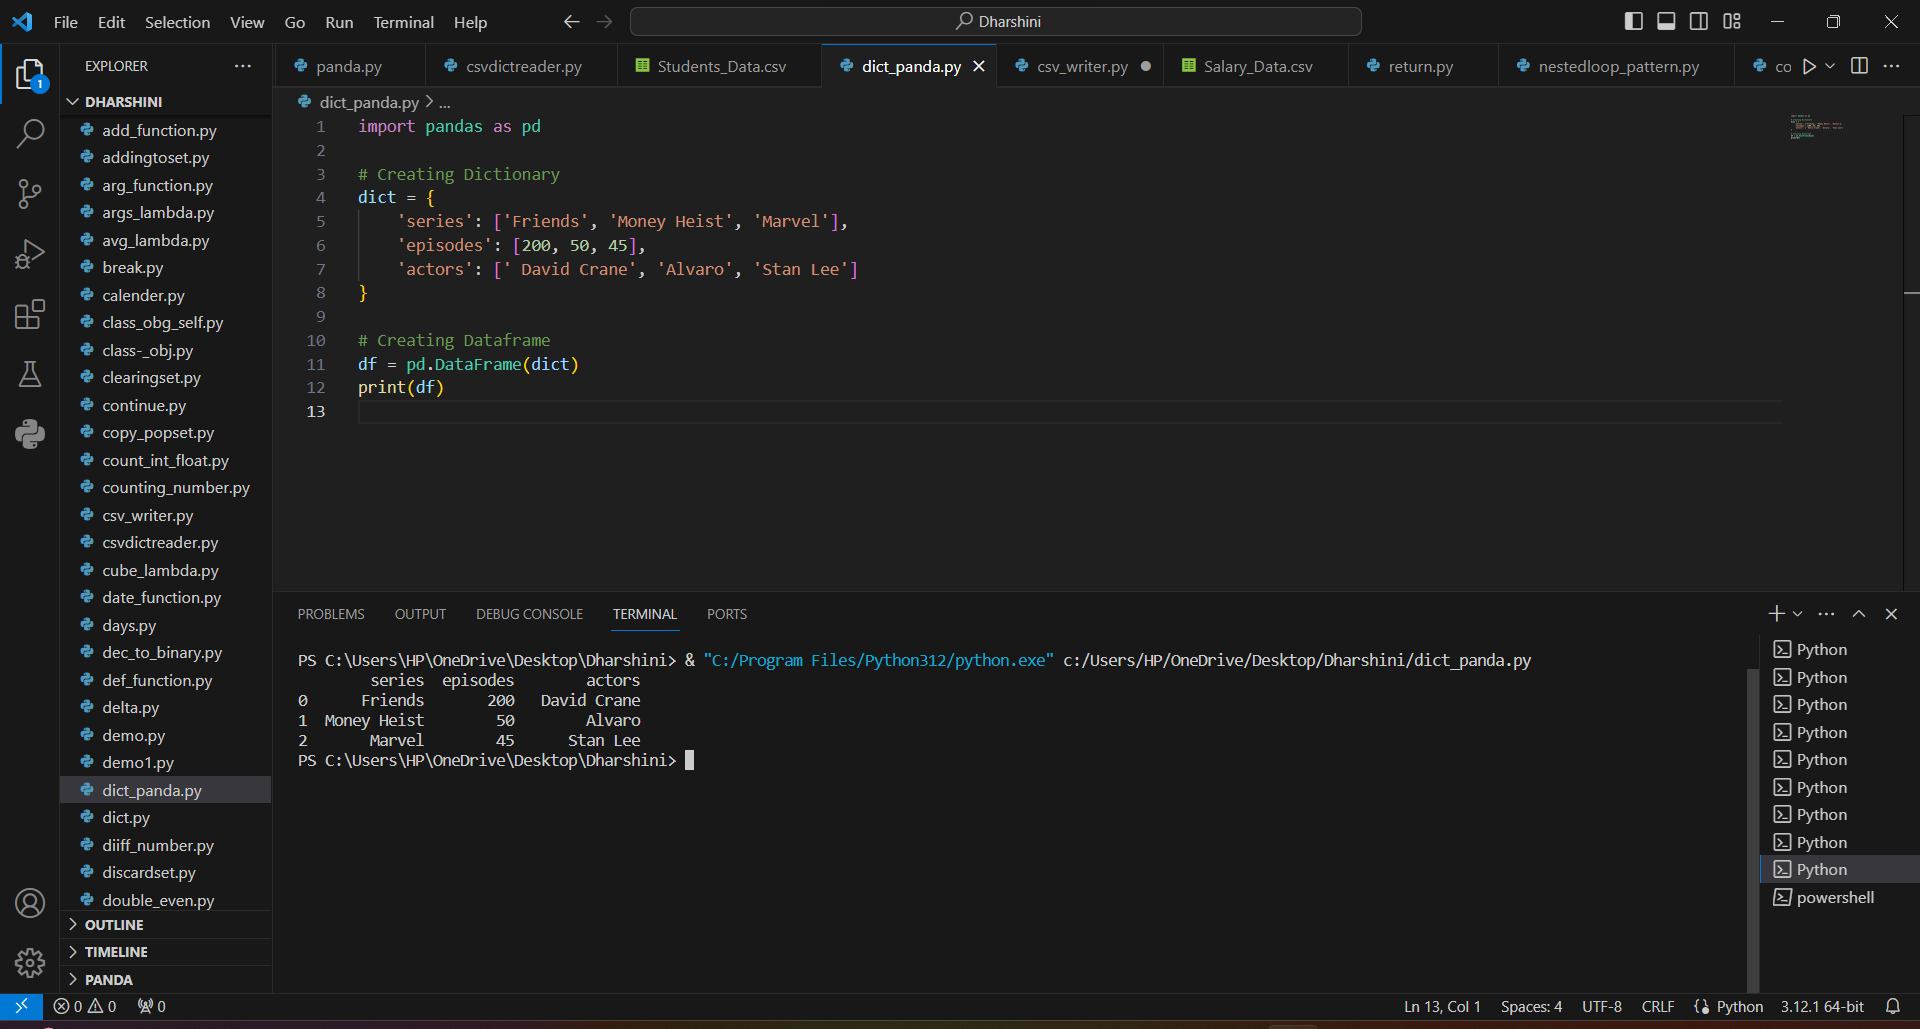 File Edit Selection View Go Run Terminal Help
Dharshini
EXPLORER
panda.py csvdictreader.py Students_Data.csv dict_panda.py csv_writer.py Salary_Data.csv return.py nestedloop_pattern.py co
1
DHARSHINI
add_function.py
addingtoset.py
arg_function.py
args_lambda.py
avg_lambda.py
break.py
calender.py
class_obg_self.py
class-_obj.py
clearingset.py
continue.py
copy_popset.py
count_int_float.py
counting_number.py
csv_writer.py
csvdictreader.py
cube_lambda.py
date_function.py
days.py
dec_to_binary.py
def_function.py
delta.py
demo.py
demo1.py
dict_panda.py
dict.py
diiff_number.py
discardset.py
double_even.py
OUTLINE
TIMELINE
PANDA
dict_panda.py > ...
1 import pandas as pd
2
3 # Creating Dictionary
4 dict = {
5     'series': ['Friends', 'Money Heist', 'Marvel'],
6     'episodes': [200, 50, 45],
7     'actors': [' David Crane', 'Alvaro', 'Stan Lee']
8 }
9
10 # Creating Dataframe
11 df = pd.DataFrame(dict)
12 print(df)
13
PROBLEMS OUTPUT DEBUG CONSOLE TERMINAL PORTS
PS C:\Users\HP\OneDrive\Desktop\Dharshini> & "C:/Program Files/Python312/python.exe" c:/Users/HP/OneDrive/Desktop/Dharshini/dict_panda.py
        series  episodes        actors
0      Friends       200   David Crane
1  Money Heist        50        Alvaro
2       Marvel        45      Stan Lee
PS C:\Users\HP\OneDrive\Desktop\Dharshini>
Python
Python
Python
Python
Python
Python
Python
Python
Python
powershell
0 0 0
Ln 13, Col 1 Spaces: 4 UTF-8 CRLF Python 3.12.1 64-bit